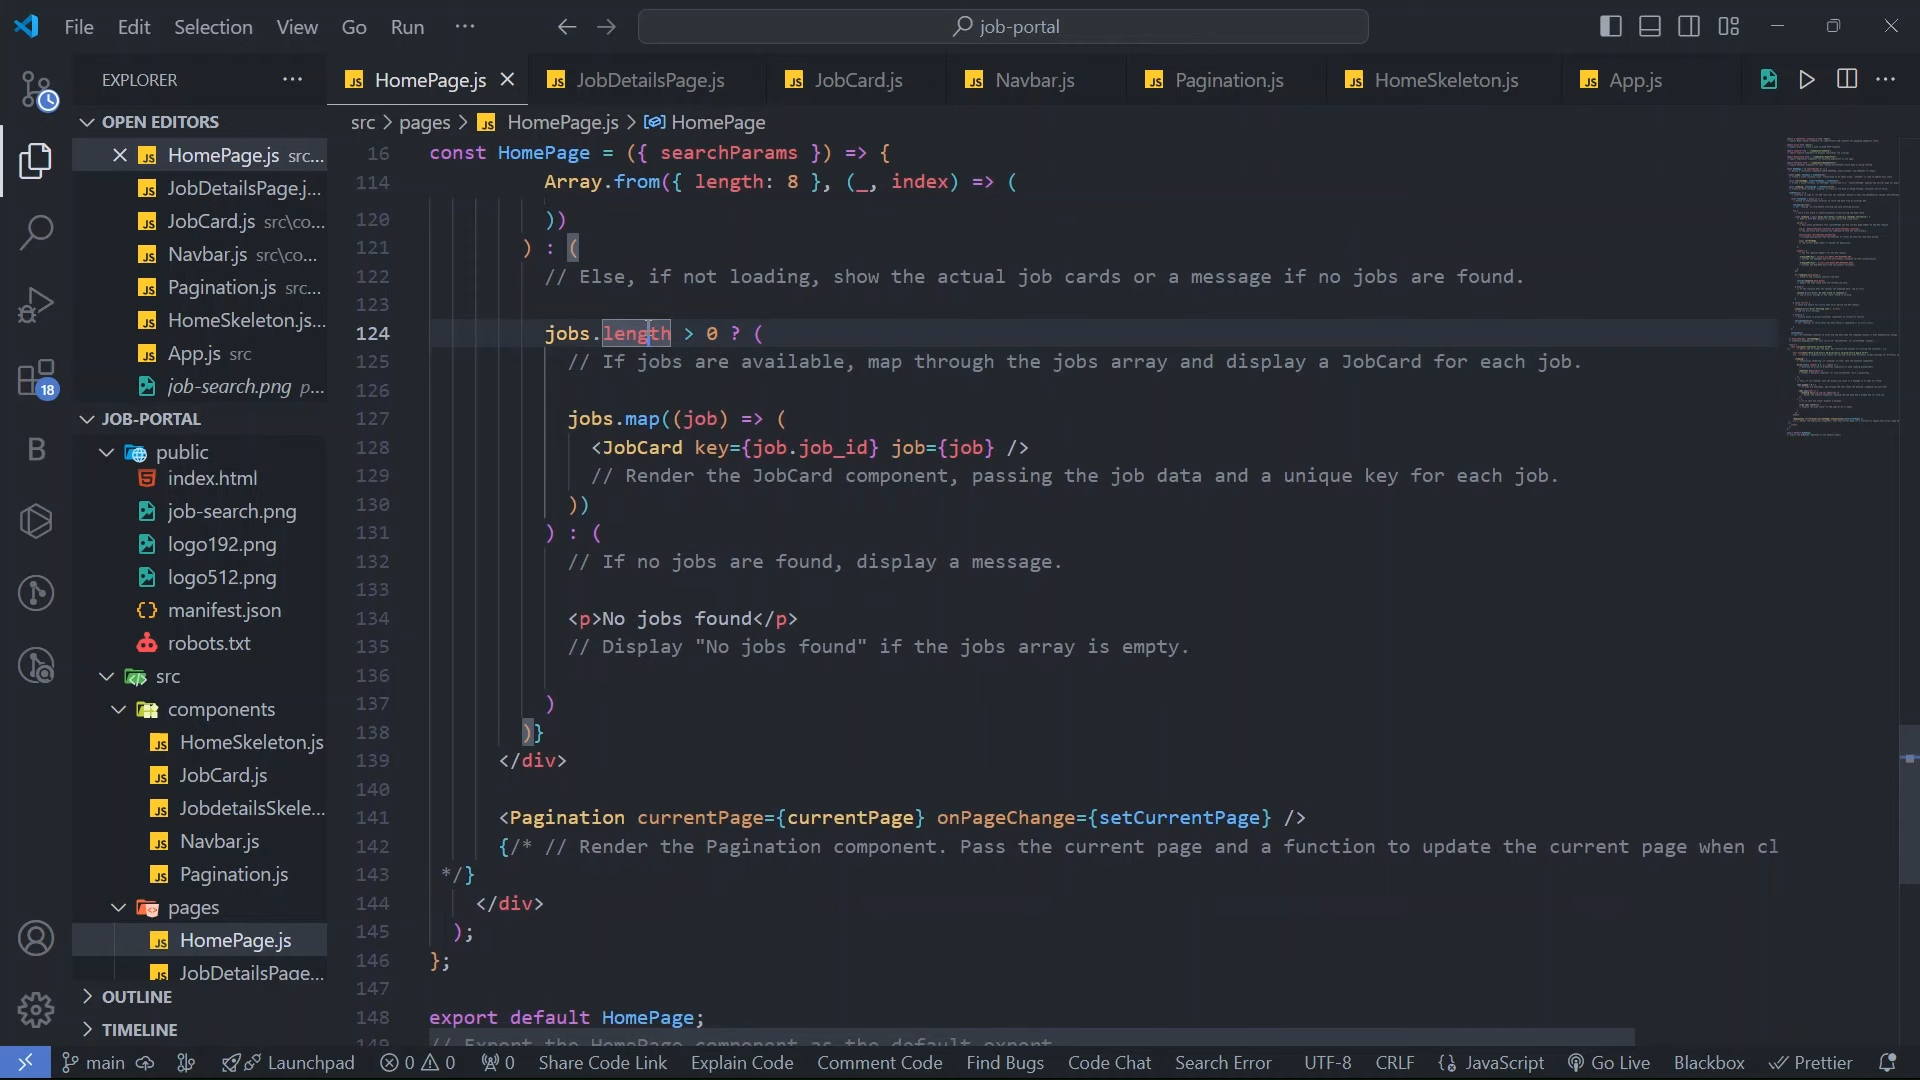 File Edit Selection View Go Run ···
job-portal
EXPLORER ···
HomePage.js
JobDetailsPage.js
JobCard.js
Navbar.js
Pagination.js
HomeSkeleton.js
App.js
OPEN EDITORS
HomePage.js src...
JobDetailsPage.j...
JobCard.js src\co...
Navbar.js src\co...
Pagination.js src...
HomeSkeleton.js...
App.js src
job-search.png p...
JOB-PORTAL
public
index.html
job-search.png
logo192.png
logo512.png
manifest.json
robots.txt
src
components
HomeSkeleton.js
JobCard.js
JobdetailsSkele...
Navbar.js
Pagination.js
pages
HomePage.js
JobDetailsPage...
OUTLINE
TIMELINE
18
src > pages > JS HomePage.js > HomePage
16 const HomePage = ({ searchParams }) => {
114 Array.from({ length: 8 }, (_, index) => (
120 ))
121 ) : (
122 // Else, if not loading, show the actual job cards or a message if no jobs are found.
123
124 jobs.length > 0 ? (
125 // If jobs are available, map through the jobs array and display a JobCard for each job.
126
127 jobs.map((job) => (
128 <JobCard key={job.job_id} job={job} />
129 // Render the JobCard component, passing the job data and a unique key for each job.
130 ))
131 ) : (
132 // If no jobs are found, display a message.
133
134 <p>No jobs found</p>
135 // Display "No jobs found" if the jobs array is empty.
136
137 )
138 )}
139 </div>
140
141 <Pagination currentPage={currentPage} onPageChange={setCurrentPage} />
142 {/* // Render the Pagination component. Pass the current page and a function to update the current page when cl
143 */}
144 </div>
145 );
146 };
147
148 export default HomePage;
149 // Export the HomePage component as the default export
main Launchpad 0 0 0 Share Code Link Explain Code Comment Code Find Bugs Code Chat Search Error UTF-8 CRLF {} JavaScript Go Live Blackbox Prettier